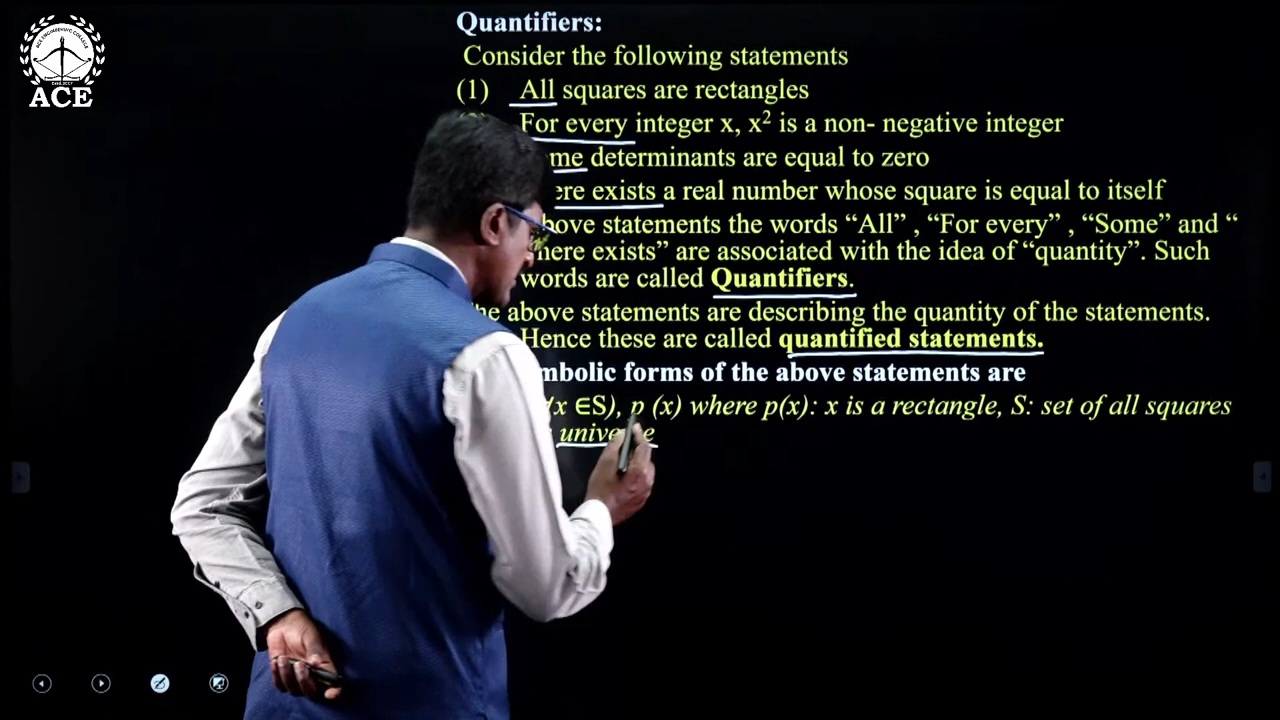 ACE ENGINEERING COLLEGE
ACE
Quantifiers:
Consider the following statements
(1) All squares are rectangles
For every integer x, x² is a non- negative integer
determinants are equal to zero
exists a real number whose square is equal to itself
statements the words “All” , “For every” , “Some” and “
exists” are associated with the idea of “quantity”. Such
words are called Quantifiers.
above statements are describing the quantity of the statements.
Hence these are called quantified statements.
forms of the above statements are
x ∈S), p (x) where p(x): x is a rectangle, S: set of all squares